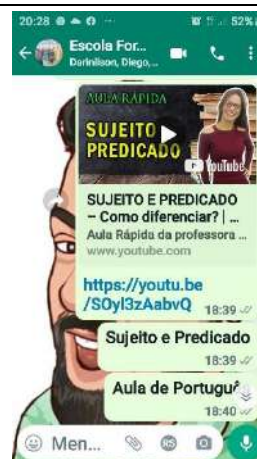 20:28
52%
Escola For...
Darinilson, Diego,...
AULA RÁPIDA
SUJEITO
PREDICADO
YouTube
SUJEITO E PREDICADO
– Como diferenciar? | ...
Aula Rápida da professora ...
www.youtube.com
https://youtu.be
/SOyl3zAabvQ 18:39
Sujeito e Predicado
18:39
Aula de Português
18:40
Men...
R$